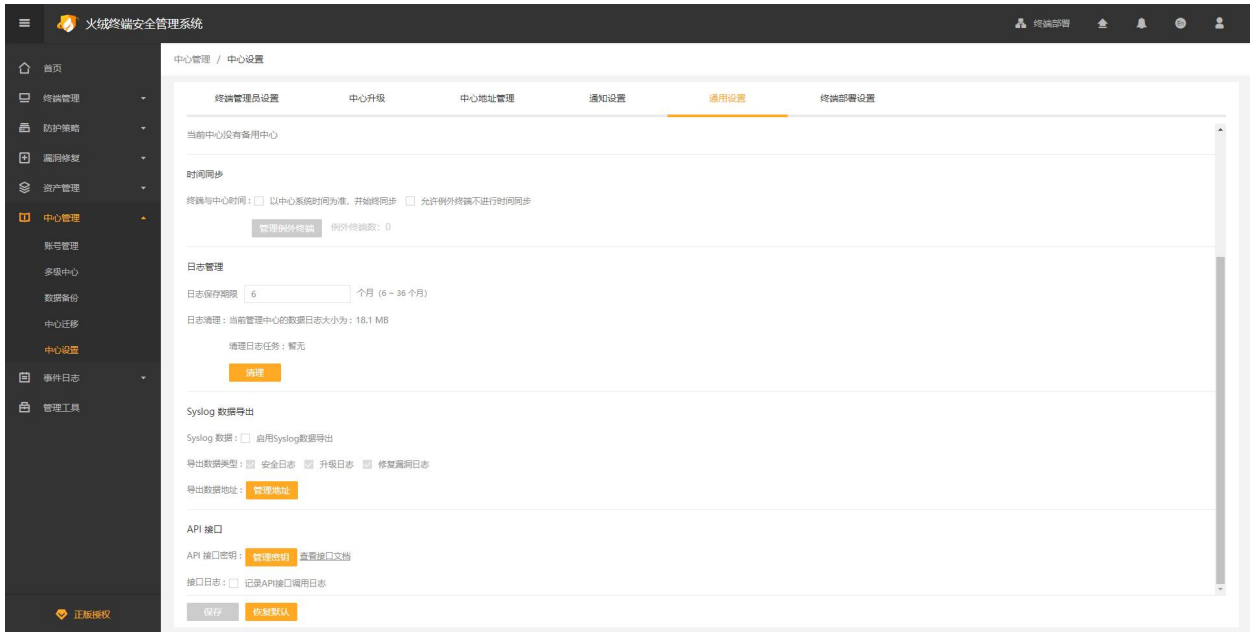 火绒终端安全管理系统
终端部署
首页
终端管理
防护策略
漏洞修复
资产管理
中心管理
账号管理
多级中心
数据备份
中心迁移
中心设置
事件日志
管理工具
正版授权
中心管理 / 中心设置
终端管理员设置 中心升级 中心地址管理 通知设置 通用设置 终端部署设置
当前中心没有备用中心
时间同步
终端与中心时间： 以中心系统时间为准，并始终同步 允许例外终端不进行时间同步
管理例外终端 例外终端数：0
日志管理
日志保存期限 6 个月 (6 ~ 36 个月)
日志清理：当前管理中心的数据日志大小为：18.1 MB
清理日志任务：暂无
清理
Syslog 数据导出
Syslog 数据： 启用Syslog数据导出
导出数据类型： 安全日志 升级日志 修复漏洞日志
导出数据地址： 管理地址
API 接口
API 接口密钥： 管理密钥 查看接口文档
接口日志： 记录API接口调用日志
保存 恢复默认